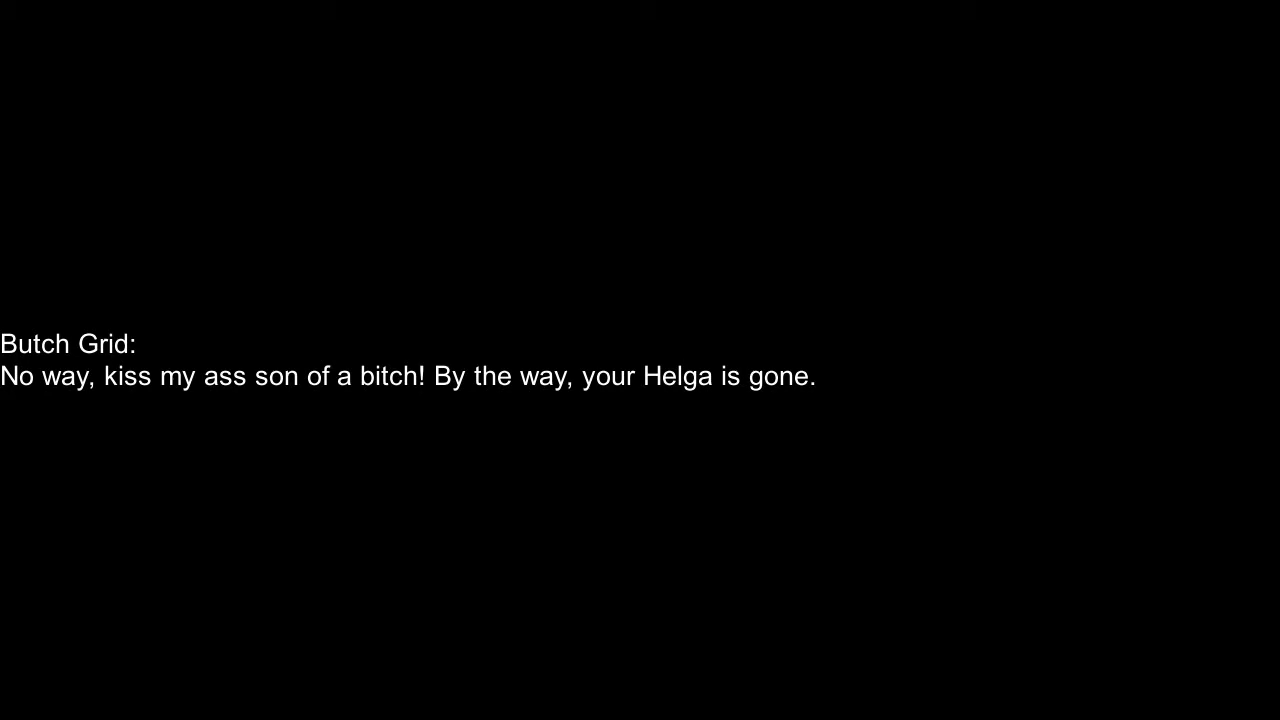 Butch Grid:
No way, kiss my ass son of a bitch! By the way, your Helga is gone.